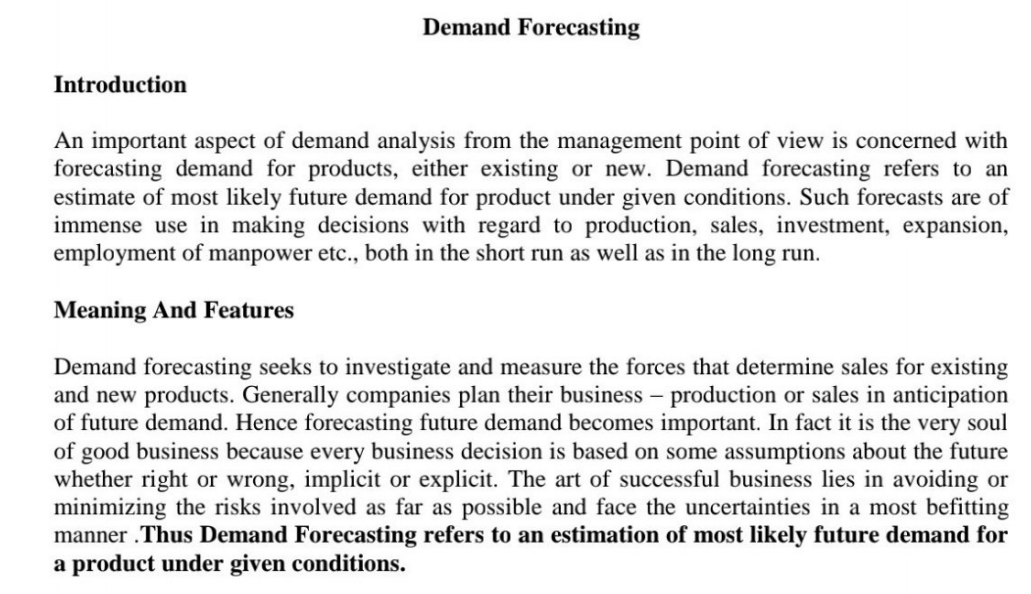 Demand Forecasting
Introduction
An important aspect of demand analysis from the management point of view is concerned with
forecasting demand for products, either existing or new. Demand forecasting refers to an
estimate of most likely future demand for product under given conditions. Such forecasts are of
immense use in making decisions with regard to production, sales, investment, expansion,
employment of manpower etc., both in the short run as well as in the long run.
Meaning And Features
Demand forecasting seeks to investigate and measure the forces that determine sales for existing
and new products. Generally companies plan their business – production or sales in anticipation
of future demand. Hence forecasting future demand becomes important. In fact it is the very soul
of good business because every business decision is based on some assumptions about the future
whether right or wrong, implicit or explicit. The art of successful business lies in avoiding or
minimizing the risks involved as far as possible and face the uncertainties in a most befitting
manner .Thus Demand Forecasting refers to an estimation of most likely future demand for
a product under given conditions.